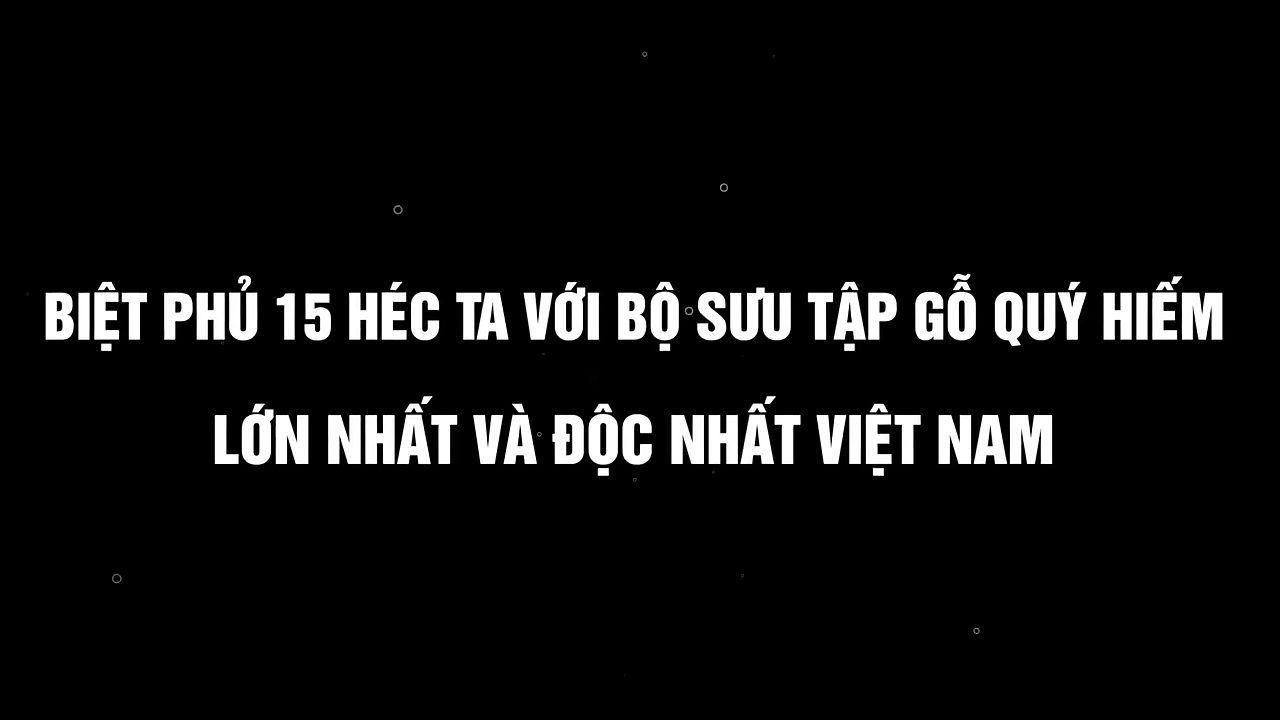 BIỆT PHỦ 15 HÉC TA VỚI BỘ SƯU TẬP GỖ QUÝ HIẾM
LỚN NHẤT VÀ ĐỘC NHẤT VIỆT NAM